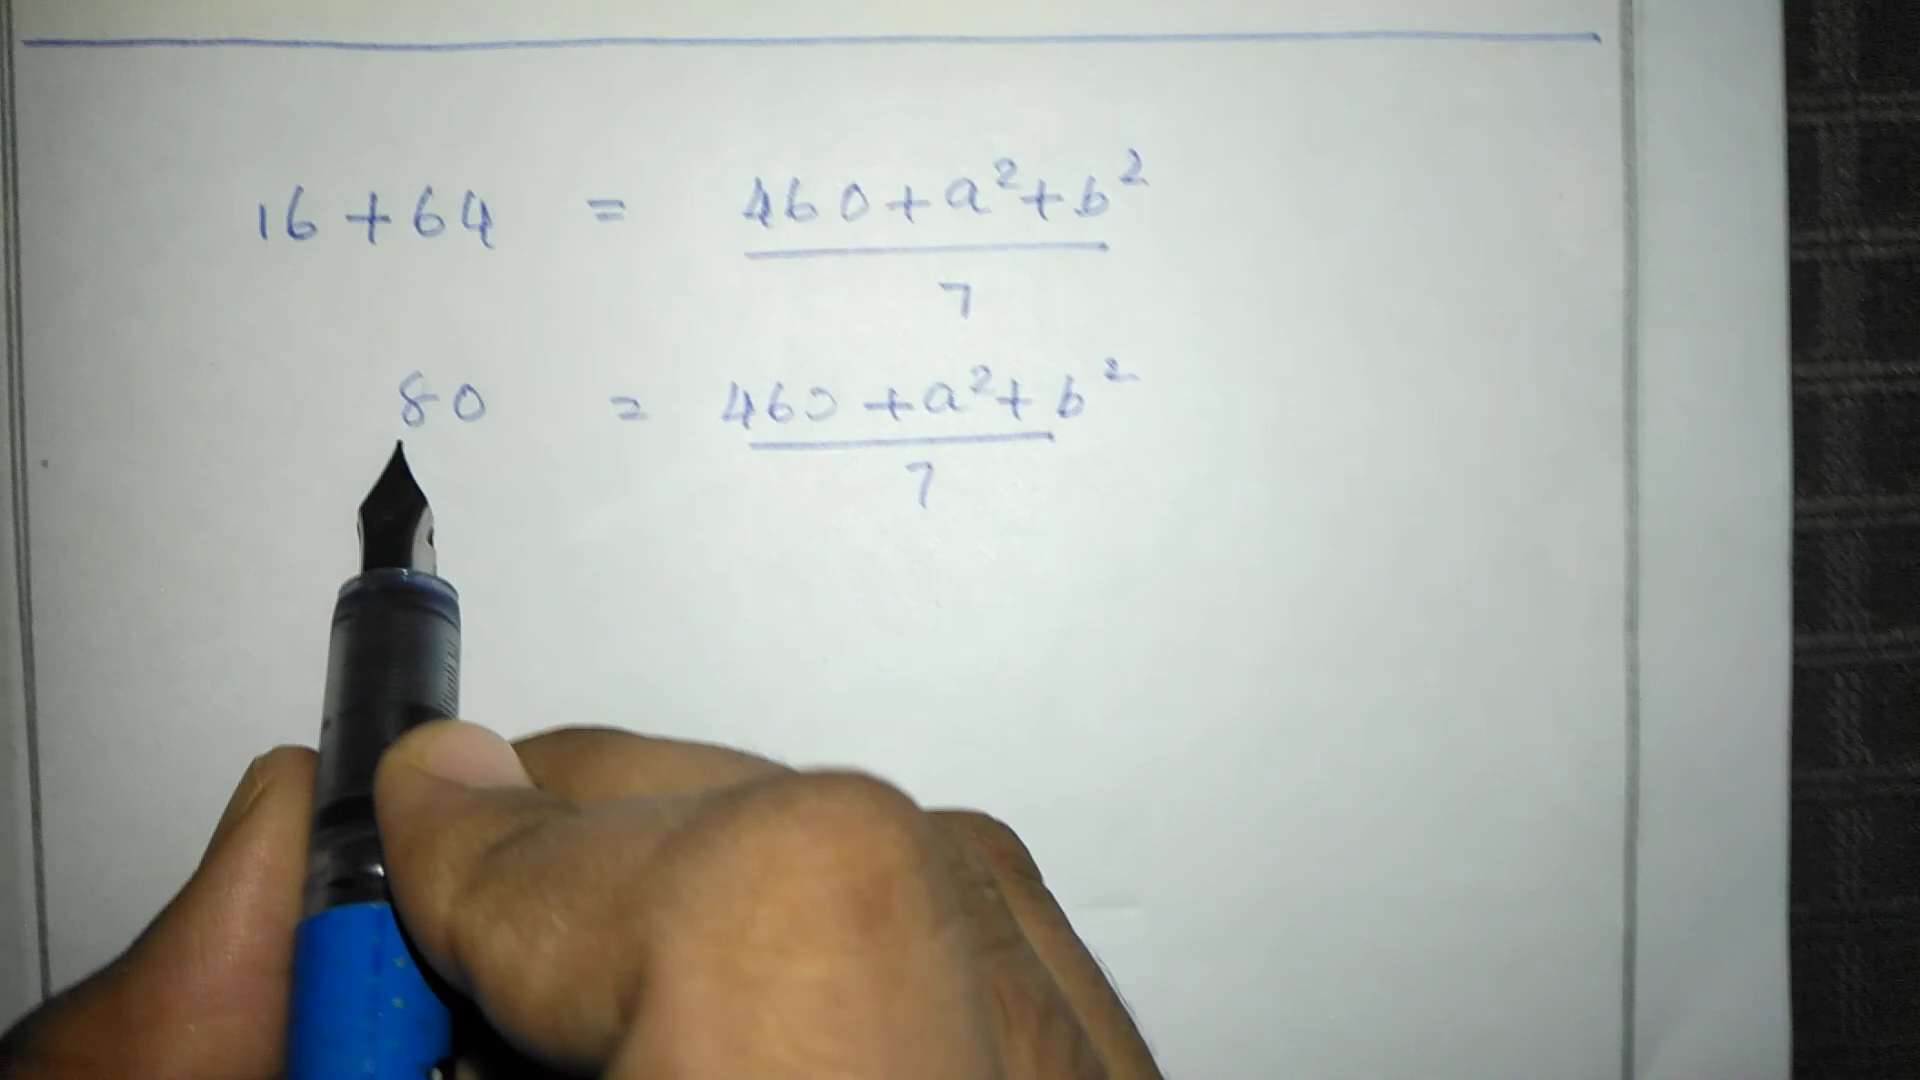 16 + 64 = 460 + a² + b² / 7
80 = 460 + a² + b² / 7